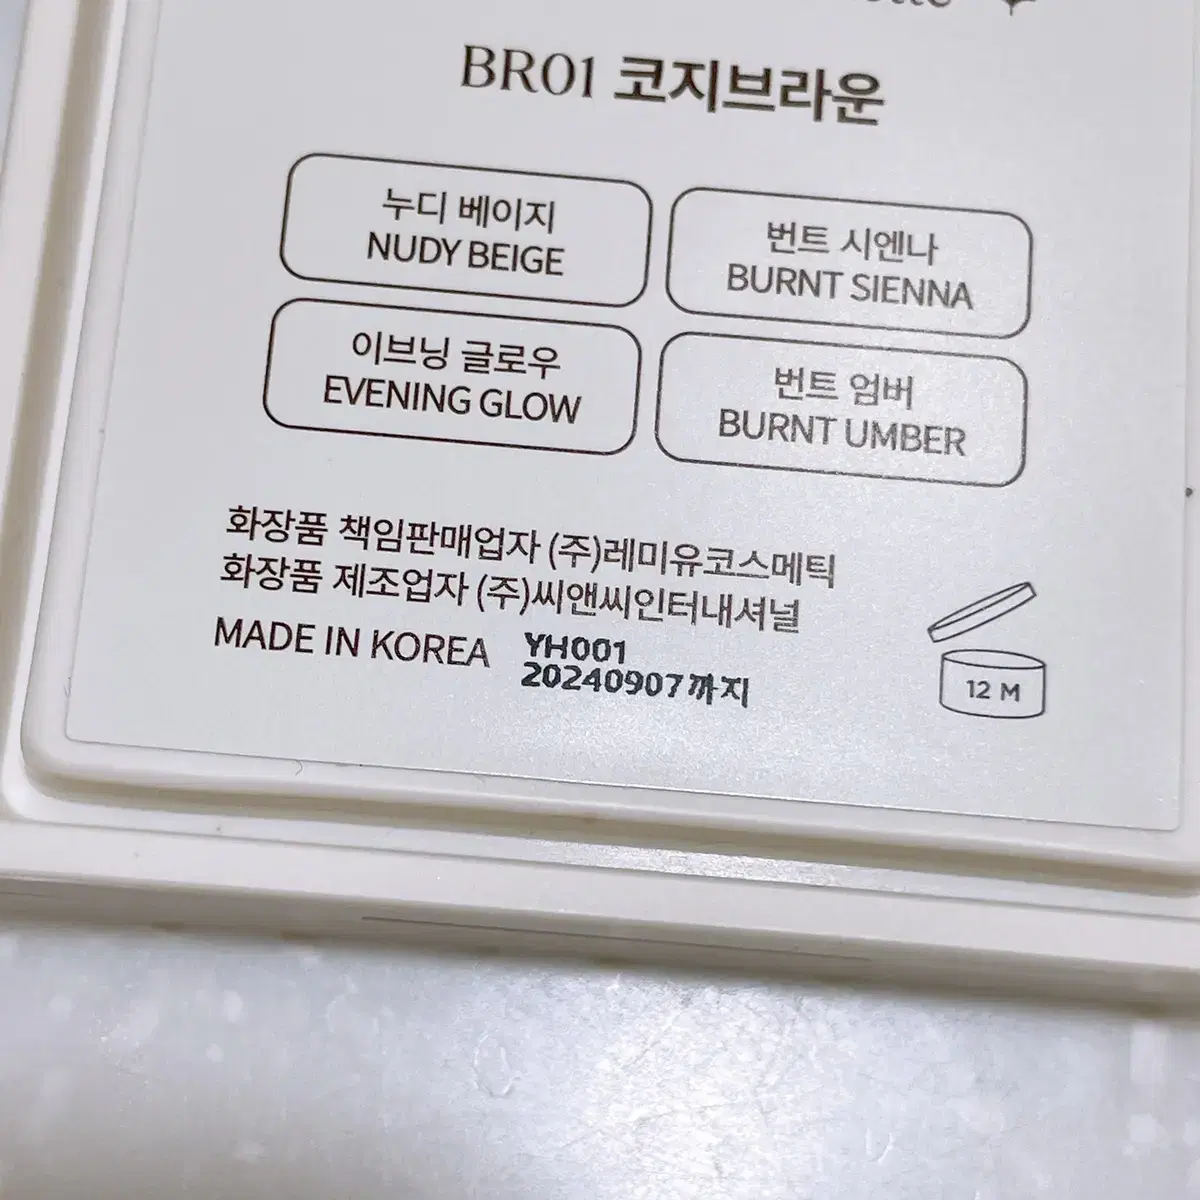 BR01 코지브라운
누디 베이지
NUDY BEIGE
번트 시엔나
BURNT SIENNA
이브닝 글로우
EVENING GLOW
번트 엄버
BURNT UMBER
화장품 책임판매업자 (주)레미유코스메틱
화장품 제조업자 (주)씨앤씨인터내셔널
MADE IN KOREA
YH001
20240907까지
12 M